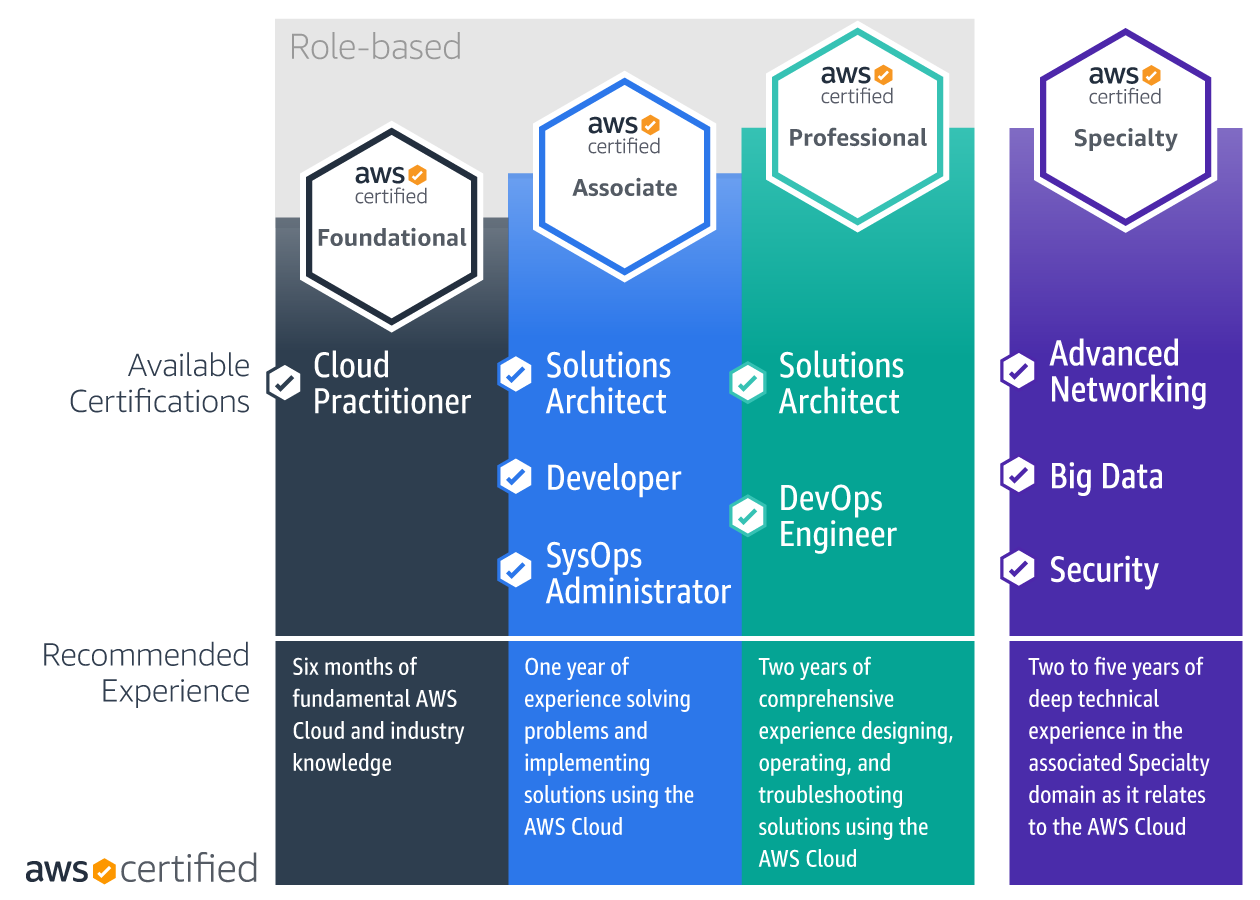 Role-based
aws
certified
Foundational
aws
certified
Associate
aws
certified
Professional
aws
certified
Specialty
Available
Certifications
Cloud
Practitioner
Solutions
Architect
Developer
SysOps
Administrator
Solutions
Architect
DevOps
Engineer
Advanced
Networking
Big Data
Security
Recommended
Experience
Six months of
fundamental AWS
Cloud and industry
knowledge
One year of
experience solving
problems and
implementing
solutions using the
AWS Cloud
Two years of
comprehensive
experience designing,
operating, and
troubleshooting
solutions using the
AWS Cloud
Two to five years of
deep technical
experience in the
associated Specialty
domain as it relates
to the AWS Cloud
aws certified